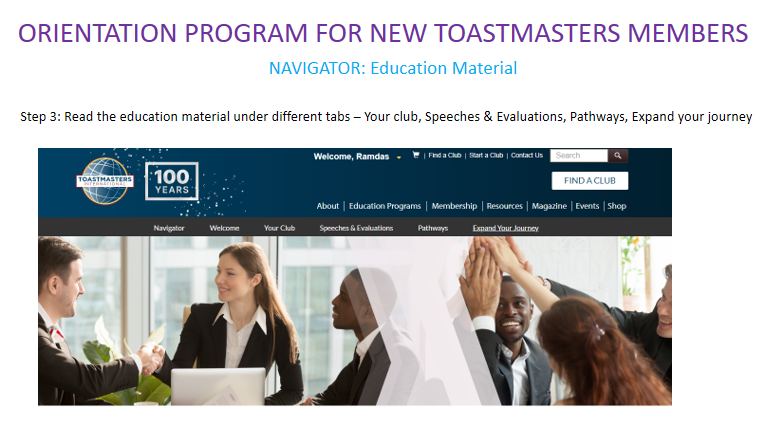 ORIENTATION PROGRAM FOR NEW TOASTMASTERS MEMBERS
NAVIGATOR: Education Material
Step 3: Read the education material under different tabs – Your club, Speeches & Evaluations, Pathways, Expand your journey
Welcome, Ramdas | Find a Club | Start a Club | Contact Us Search
TOASTMASTERS
INTERNATIONAL
100
YEARS
FIND A CLUB
About | Education Programs | Membership | Resources | Magazine | Events | Shop
Navigator Welcome Your Club Speeches & Evaluations Pathways Expand Your Journey